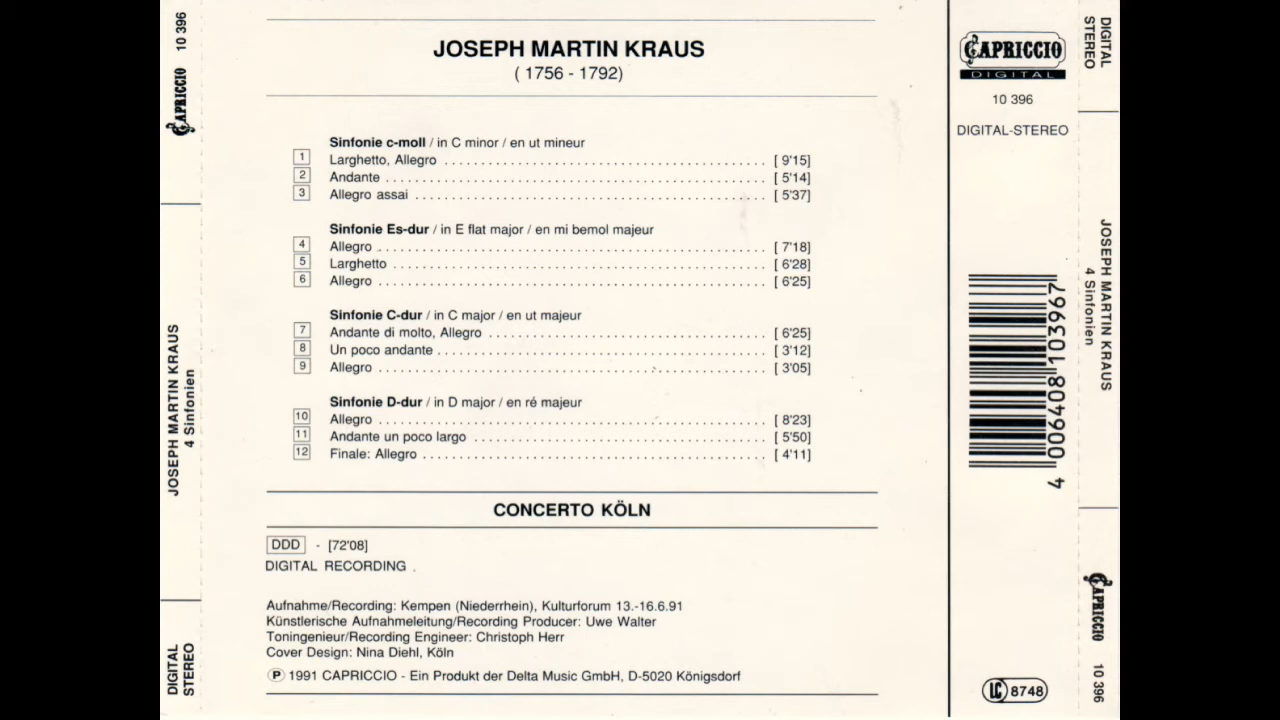 JOSEPH MARTIN KRAUS
( 1756 - 1792)
Sinfonie c-moll / in C minor / en ut mineur
1 Larghetto, Allegro [ 9'15]
2 Andante [ 5'14]
3 Allegro assai [ 5'37]
Sinfonie Es-dur / in E flat major / en mi bemol majeur
4 Allegro [ 7'18]
5 Larghetto [ 6'28]
6 Allegro [ 6'25]
Sinfonie C-dur / in C major / en ut majeur
7 Andante di molto, Allegro [ 6'25]
8 Un poco andante [ 3'12]
9 Allegro [ 3'05]
Sinfonie D-dur / in D major / en ré majeur
10 Allegro [ 8'23]
11 Andante un poco largo [ 5'50]
12 Finale: Allegro [ 4'11]
CONCERTO KÖLN
DDD - [72'08]
DIGITAL RECORDING
Aufnahme/Recording: Kempen (Niederrhein), Kulturforum 13.-16.6.91
Künstlerische Aufnahmeleitung/Recording Producer: Uwe Walter
Toningenieur/Recording Engineer: Christoph Herr
Cover Design: Nina Diehl, Köln
℗ 1991 CAPRICCIO - Ein Produkt der Delta Music GmbH, D-5020 Königsdorf
CAPRICCIO
DIGITAL
10 396
DIGITAL-STEREO
4 006408 103967
LC 8748
DIGITAL
STEREO
JOSEPH MARTIN KRAUS
4 Sinfonien
CAPRICCIO 10 396
DIGITAL
STEREO
JOSEPH MARTIN KRAUS
4 Sinfonien
CAPRICCIO 10 396